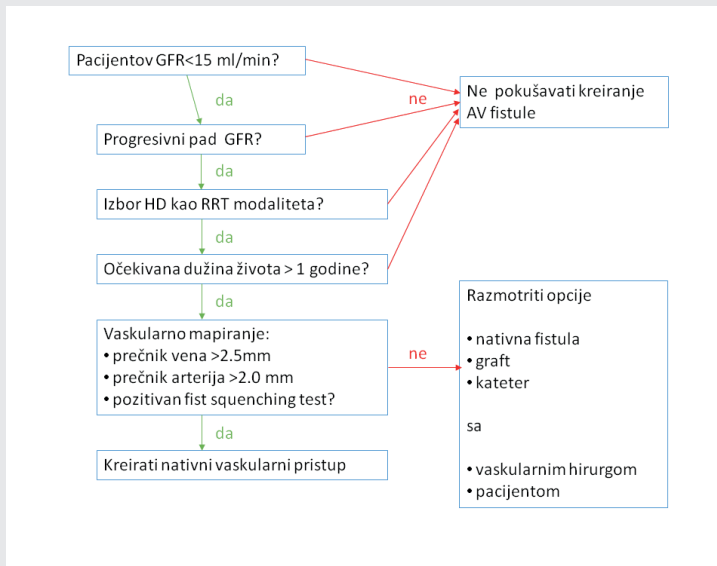 Pacijentov GFR<15 ml/min?
da
ne
Ne pokušavati kreiranje
AV fistule
Progresivni pad GFR?
da
Izbor HD kao RRT modaliteta?
da
Očekivana dužina života > 1 godine?
da
Vaskularno mapiranje:
• prečnik vena >2.5mm
• prečnik arterija >2.0 mm
• pozitivan fist squenching test?
ne
da
Kreirati nativni vaskularni pristup
Razmotriti opcije
• nativna fistula
• graft
• kateter
sa
• vaskularnim hirurgom
• pacijentom